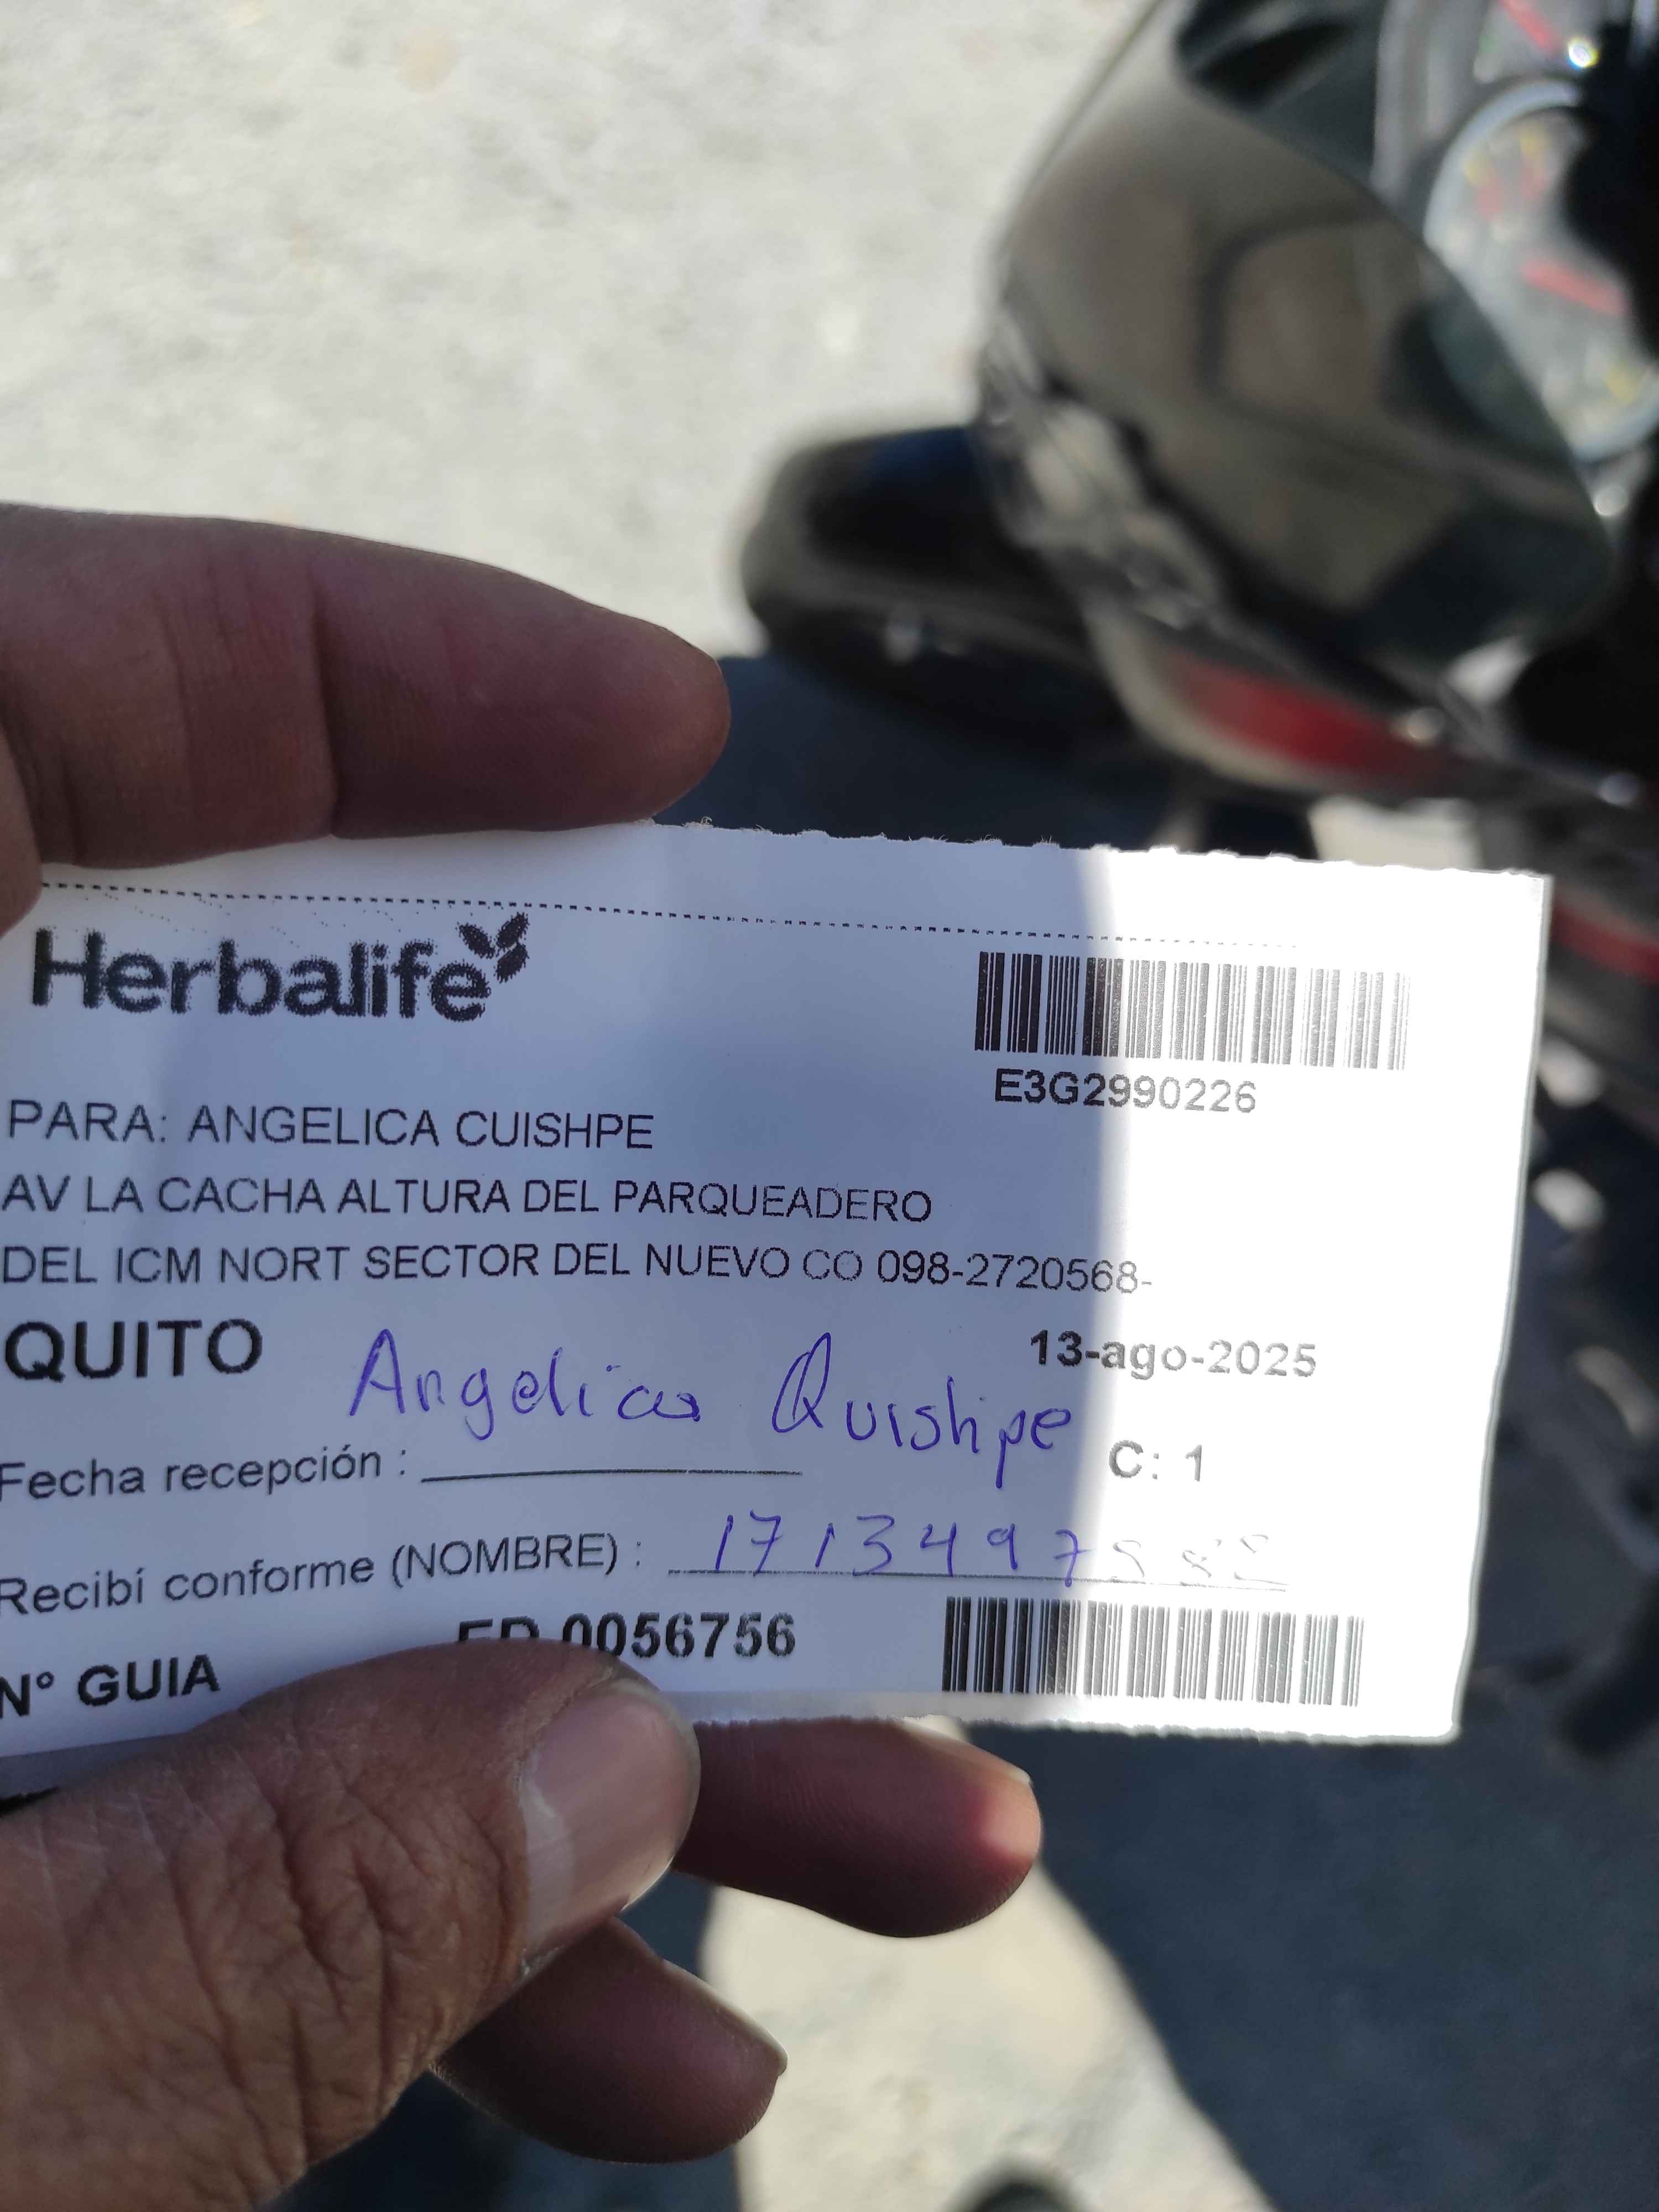 Herbalife
E3G2990226
PARA: ANGELICA CUISHPE
AV LA CACHA ALTURA DEL PARQUEADERO
DEL ICM NORT SECTOR DEL NUEVO CO 098-2720568-
QUITO
13-ago-2025
Angelica Quishpe
Fecha recepción :
C: 1
Recibí conforme (NOMBRE) :
0056756
N° GUIA